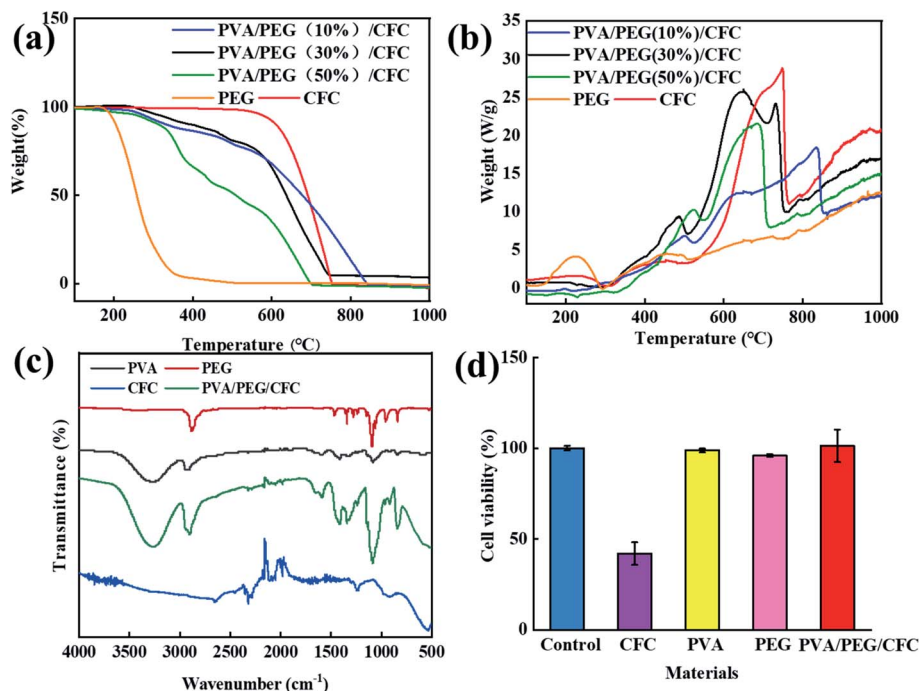 (a)
PVA/PEG（10%）/CFC
PVA/PEG（30%）/CFC
PVA/PEG（50%）/CFC
PEG CFC
Weight(%)
150
100
50
0
200 400 600 800 1000
Temperature (°C)
(b)
PVA/PEG(10%)/CFC
PVA/PEG(30%)/CFC
PVA/PEG(50%)/CFC
PEG CFC
Weight (W/g)
35
30
25
20
15
10
5
0
200 400 600 800 1000
Temperature (°C)
(c)
PVA PEG
CFC PVA/PEG/CFC
Transmittance (%)
4000 3500 3000 2500 2000 1500 1000 500
Wavenumber (cm⁻¹)
(d)
Cell viability (%)
150
100
50
0
Control CFC PVA PEG PVA/PEG/CFC
Materials